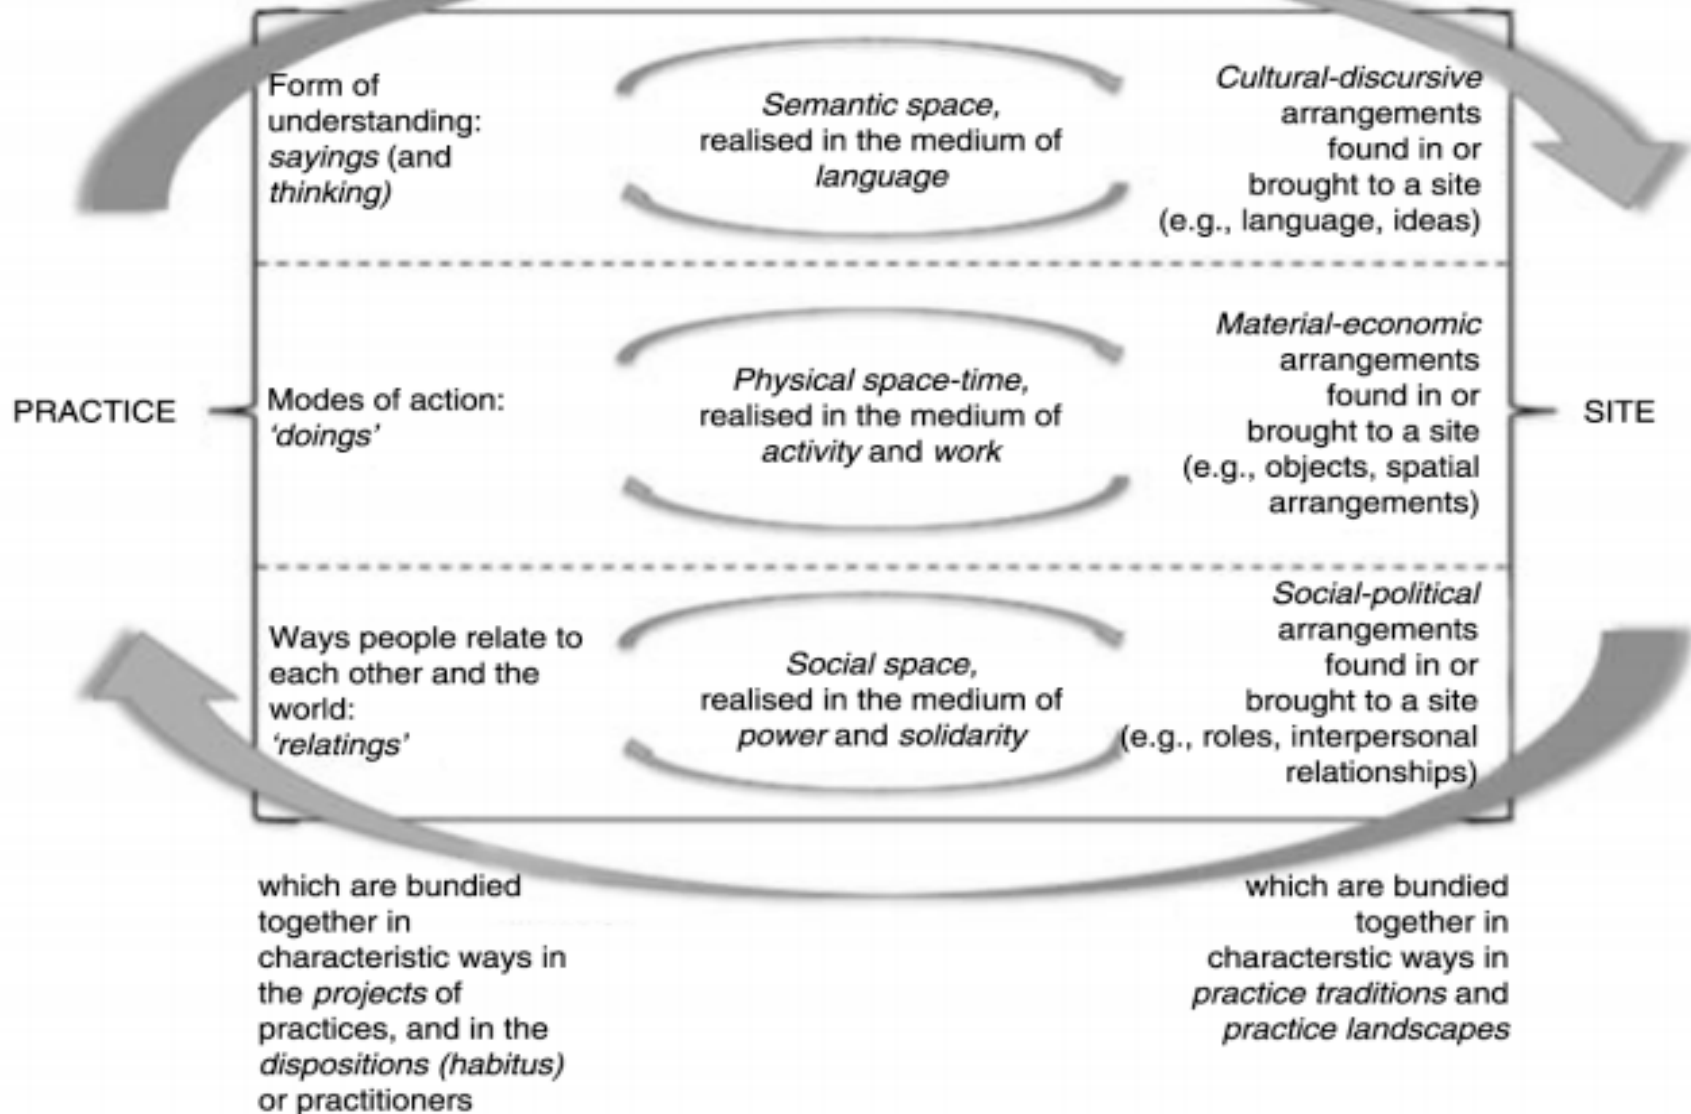 PRACTICE
Form of
understanding:
sayings (and
thinking)
Semantic space,
realised in the medium of
language
Cultural-discursive
arrangements
found in or
brought to a site
(e.g., language, ideas)
Modes of action:
‘doings’
Physical space-time,
realised in the medium of
activity and work
Material-economic
arrangements
found in or
brought to a site
(e.g., objects, spatial
arrangements)
SITE
Ways people relate to
each other and the
world:
‘relatings’
Social space,
realised in the medium of
power and solidarity
Social-political
arrangements
found in or
brought to a site
(e.g., roles, interpersonal
relationships)
which are bundied
together in
characteristic ways in
the projects of
practices, and in the
dispositions (habitus)
or practitioners
which are bundied
together in
characterstic ways in
practice traditions and
practice landscapes